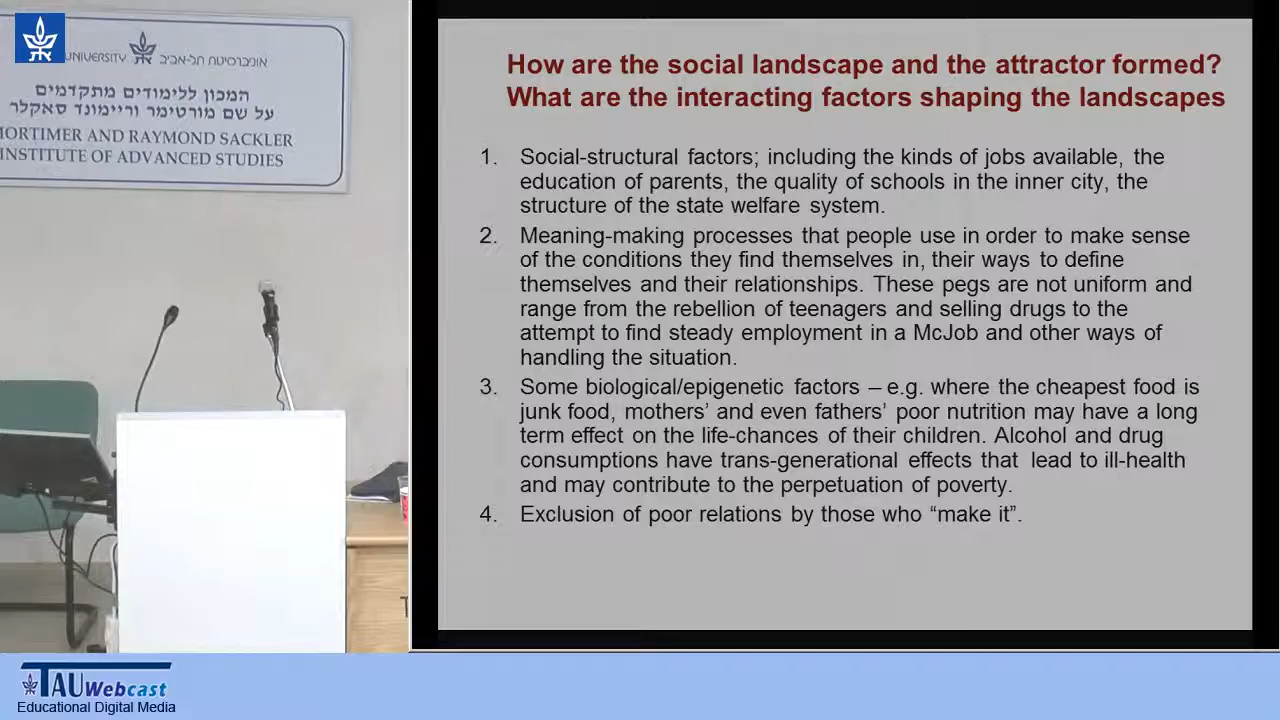 UNIVERSITY אוניברסיטת תל-אביב
המכון ללימודים מתקדמים
על שם מורטימר וריימונד סאקלר
MORTIMER AND RAYMOND SACKLER
INSTITUTE OF ADVANCED STUDIES
How are the social landscape and the attractor formed?
What are the interacting factors shaping the landscapes
1. Social-structural factors; including the kinds of jobs available, the
education of parents, the quality of schools in the inner city, the
structure of the state welfare system.
2. Meaning-making processes that people use in order to make sense
of the conditions they find themselves in, their ways to define
themselves and their relationships. These pegs are not uniform and
range from the rebellion of teenagers and selling drugs to the
attempt to find steady employment in a McJob and other ways of
handling the situation.
3. Some biological/epigenetic factors – e.g. where the cheapest food is
junk food, mothers’ and even fathers’ poor nutrition may have a long
term effect on the life-chances of their children. Alcohol and drug
consumptions have trans-generational effects that lead to ill-health
and may contribute to the perpetuation of poverty.
4. Exclusion of poor relations by those who “make it”.
TAU Webcast
Educational Digital Media